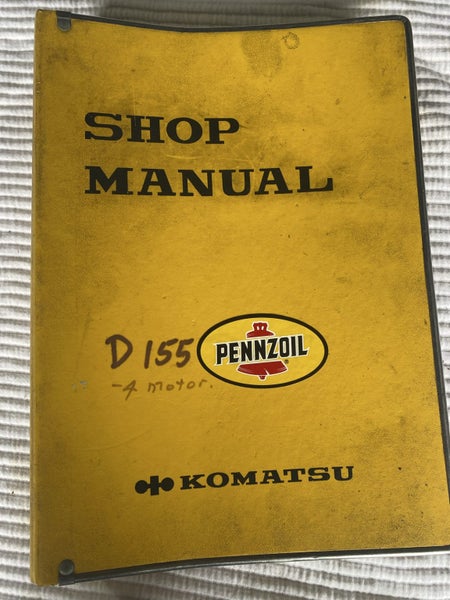 SHOP
MANUAL
D 155
PENNZOIL
-4 motor.
KOMATSU